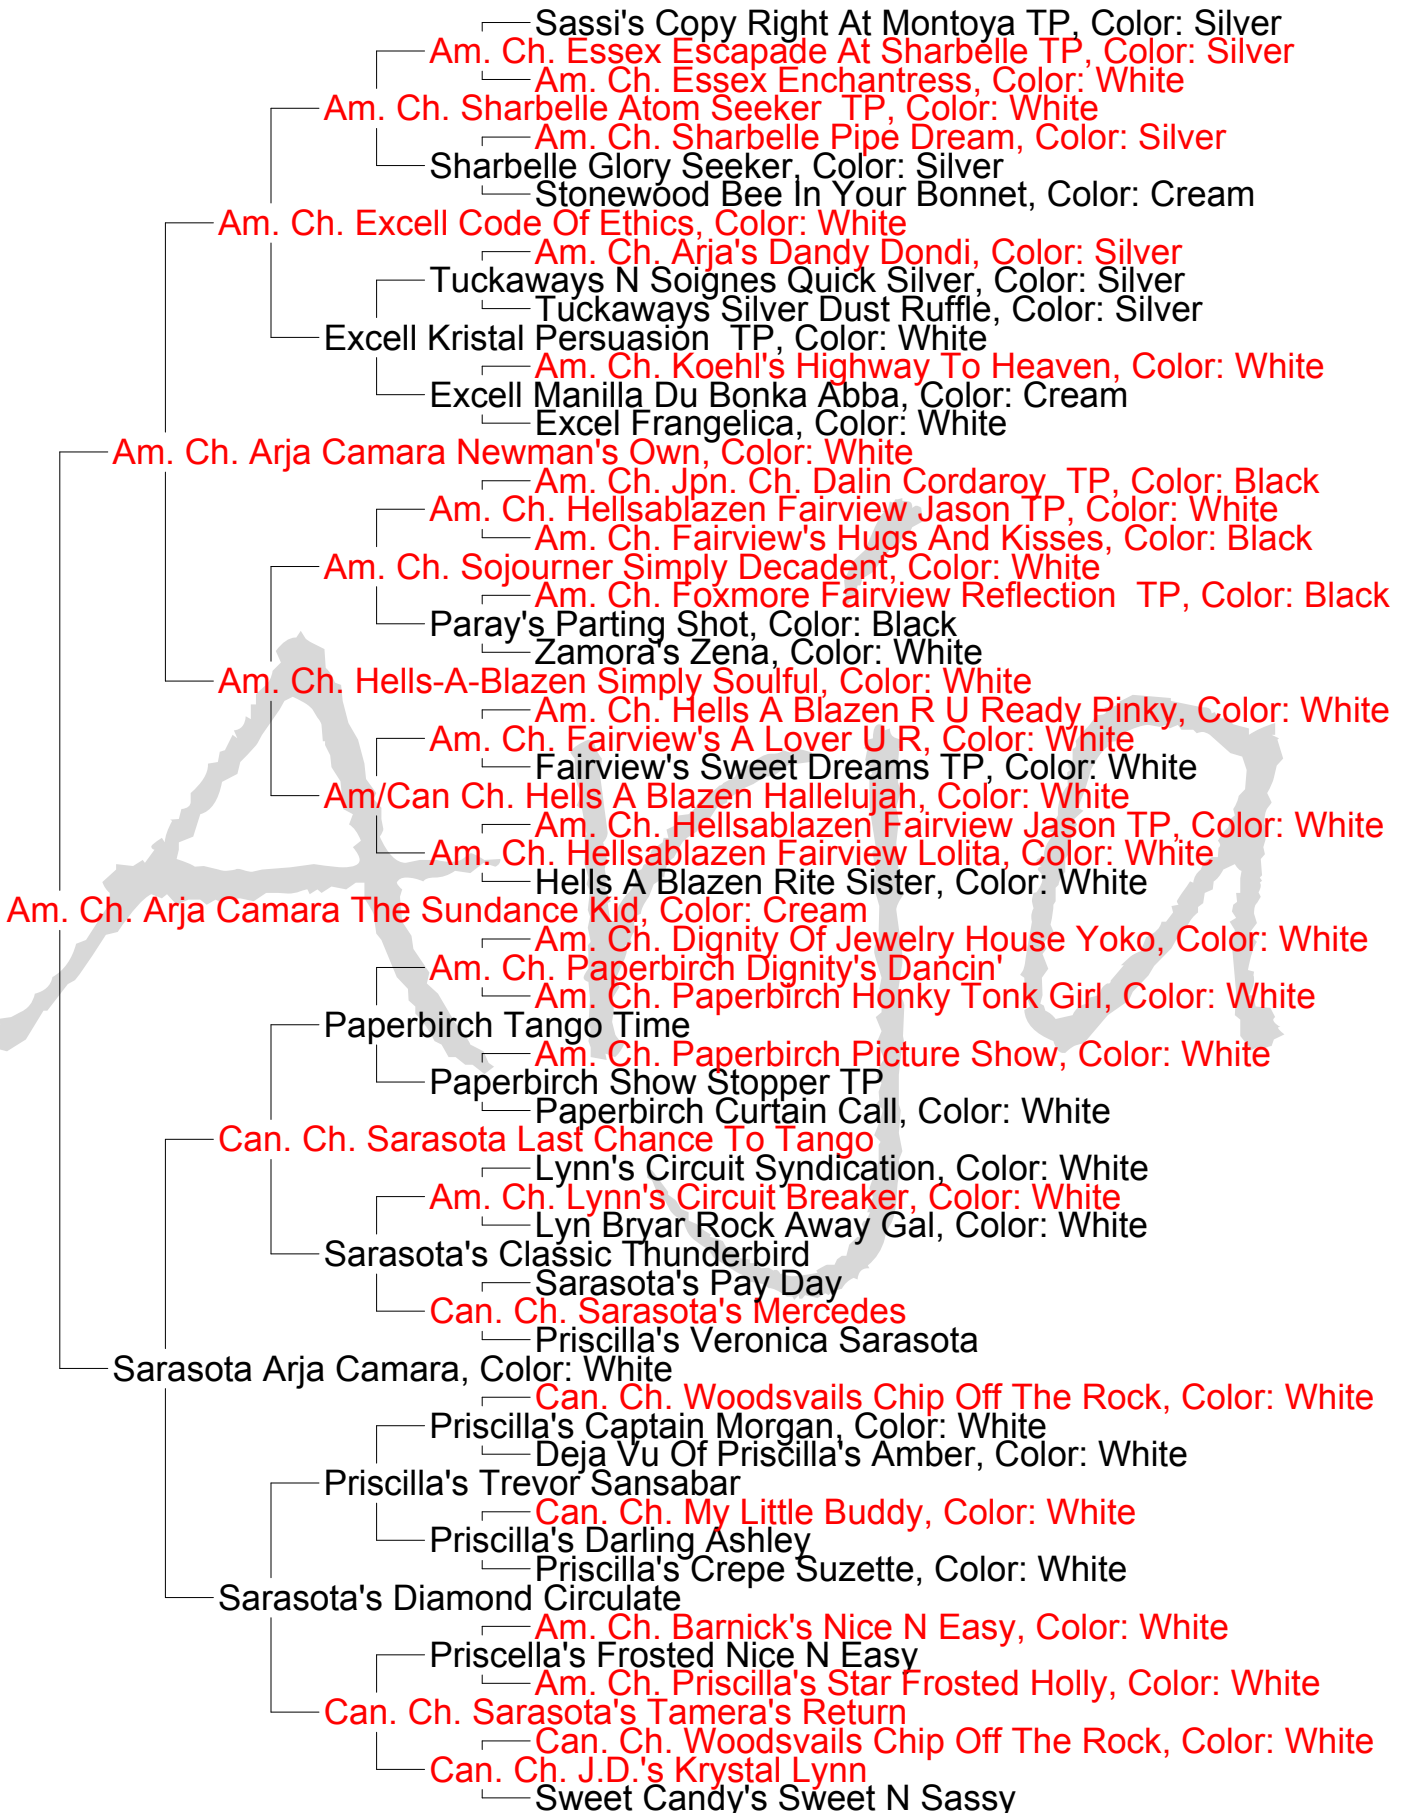 Sassi's Copy Right At Montoya TP, Color: Silver
Am. Ch. Essex Escapade At Sharbelle TP, Color: Silver
Am. Ch. Essex Enchantress, Color: White
Am. Ch. Sharbelle Atom Seeker  TP, Color: White
Am. Ch. Sharbelle Pipe Dream, Color: Silver
Sharbelle Glory Seeker, Color: Silver
Stonewood Bee In Your Bonnet, Color: Cream
Am. Ch. Excell Code Of Ethics, Color: White
Am. Ch. Arja's Dandy Dondi, Color: Silver
Tuckaways N Soignes Quick Silver, Color: Silver
Tuckaways Silver Dust Ruffle, Color: Silver
Excell Kristal Persuasion  TP, Color: White
Am. Ch. Koehl's Highway To Heaven, Color: White
Excell Manilla Du Bonka Abba, Color: Cream
Excel Frangelica, Color: White
Am. Ch. Arja Camara Newman's Own, Color: White
Am. Ch. Jpn. Ch. Dalin Cordaroy  TP, Color: Black
Am. Ch. Hellsablazen Fairview Jason TP, Color: White
Am. Ch. Fairview's Hugs And Kisses, Color: Black
Am. Ch. Sojourner Simply Decadent, Color: White
Am. Ch. Foxmore Fairview Reflection  TP, Color: Black
Paray's Parting Shot, Color: Black
Zamora's Zena, Color: White
Am. Ch. Hells-A-Blazen Simply Soulful, Color: White
Am. Ch. Hells A Blazen R U Ready Pinky, Color: White
Am. Ch. Fairview's A Lover U R, Color: White
Fairview's Sweet Dreams TP, Color: White
Am/Can Ch. Hells A Blazen Hallelujah, Color: White
Am. Ch. Hellsablazen Fairview Jason TP, Color: White
Am. Ch. Hellsablazen Fairview Lolita, Color: White
Hells A Blazen Rite Sister, Color: White
Am. Ch. Arja Camara The Sundance Kid, Color: Cream
Am. Ch. Dignity Of Jewelry House Yoko, Color: White
Am. Ch. Paperbirch Dignity's Dancin'
Am. Ch. Paperbirch Honky Tonk Girl, Color: White
Paperbirch Tango Time
Am. Ch. Paperbirch Picture Show, Color: White
Paperbirch Show Stopper TP
Paperbirch Curtain Call, Color: White
Can. Ch. Sarasota Last Chance To Tango
Lynn's Circuit Syndication, Color: White
Am. Ch. Lynn's Circuit Breaker, Color: White
Lyn Bryar Rock Away Gal, Color: White
Sarasota's Classic Thunderbird
Sarasota's Pay Day
Can. Ch. Sarasota's Mercedes
Priscilla's Veronica Sarasota
Sarasota Arja Camara, Color: White
Can. Ch. Woodsvails Chip Off The Rock, Color: White
Priscilla's Captain Morgan, Color: White
Deja Vu Of Priscilla's Amber, Color: White
Priscilla's Trevor Sansabar
Can. Ch. My Little Buddy, Color: White
Priscilla's Darling Ashley
Priscilla's Crepe Suzette, Color: White
Sarasota's Diamond Circulate
Am. Ch. Barnick's Nice N Easy, Color: White
Priscella's Frosted Nice N Easy
Am. Ch. Priscilla's Star Frosted Holly, Color: White
Can. Ch. Sarasota's Tamera's Return
Can. Ch. Woodsvails Chip Off The Rock, Color: White
Can. Ch. J.D.'s Krystal Lynn
Sweet Candy's Sweet N Sassy
Arja